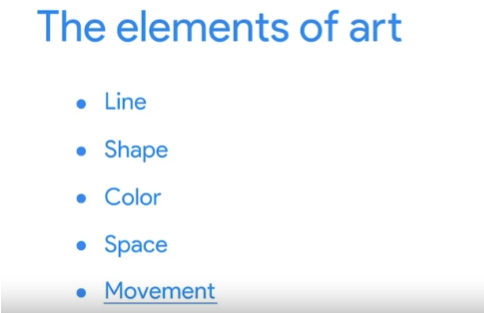 The elements of art
• Line
• Shape
• Color
• Space
• Movement